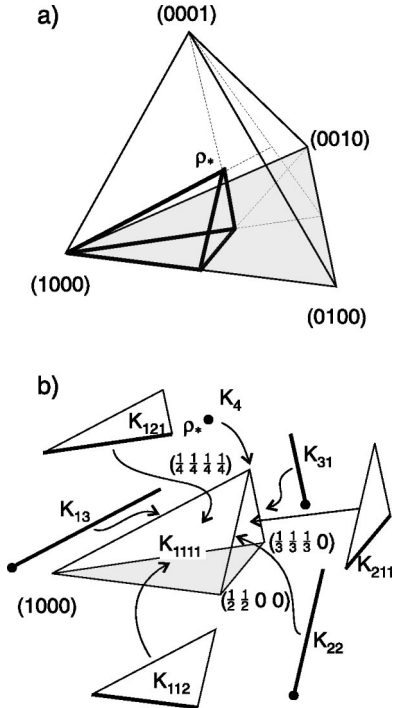 a)
(0001)
(0010)
ρ*
(1000)
(0100)
b)
K₄
K₁₂₁
ρ*
(¼ ¼ ¼ ¼)
K₃₁
K₁₃
(⅓ ⅓ ⅓ 0)
K₁₁₁₁
K₂₁₁
(1000)
(½ ½ 0 0)
K₂₂
K₁₁₂